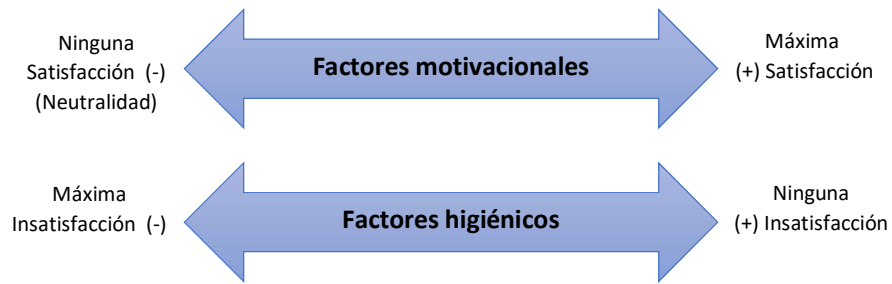 Ninguna
Satisfacción (-)
(Neutralidad)
Factores motivacionales
Máxima
(+) Satisfacción
Máxima
Insatisfacción (-)
Factores higiénicos
Ninguna
(+) Insatisfacción